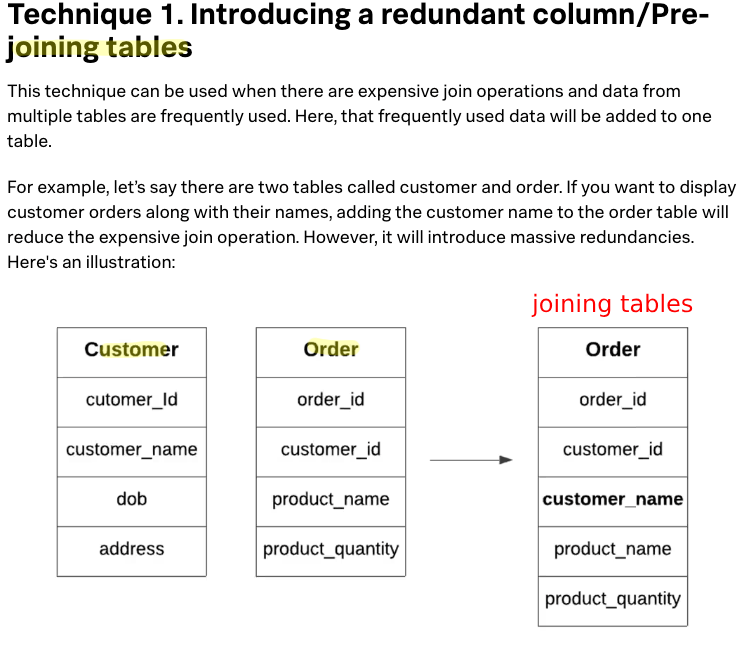 Technique 1. Introducing a redundant column/Pre-
joining tables
This technique can be used when there are expensive join operations and data from
multiple tables are frequently used. Here, that frequently used data will be added to one
table.
For example, let’s say there are two tables called customer and order. If you want to display
customer orders along with their names, adding the customer name to the order table will
reduce the expensive join operation. However, it will introduce massive redundancies.
Here's an illustration:
joining tables
Customer
cutomer_Id
customer_name
dob
address
Order
order_id
customer_id
product_name
product_quantity
Order
order_id
customer_id
customer_name
product_name
product_quantity